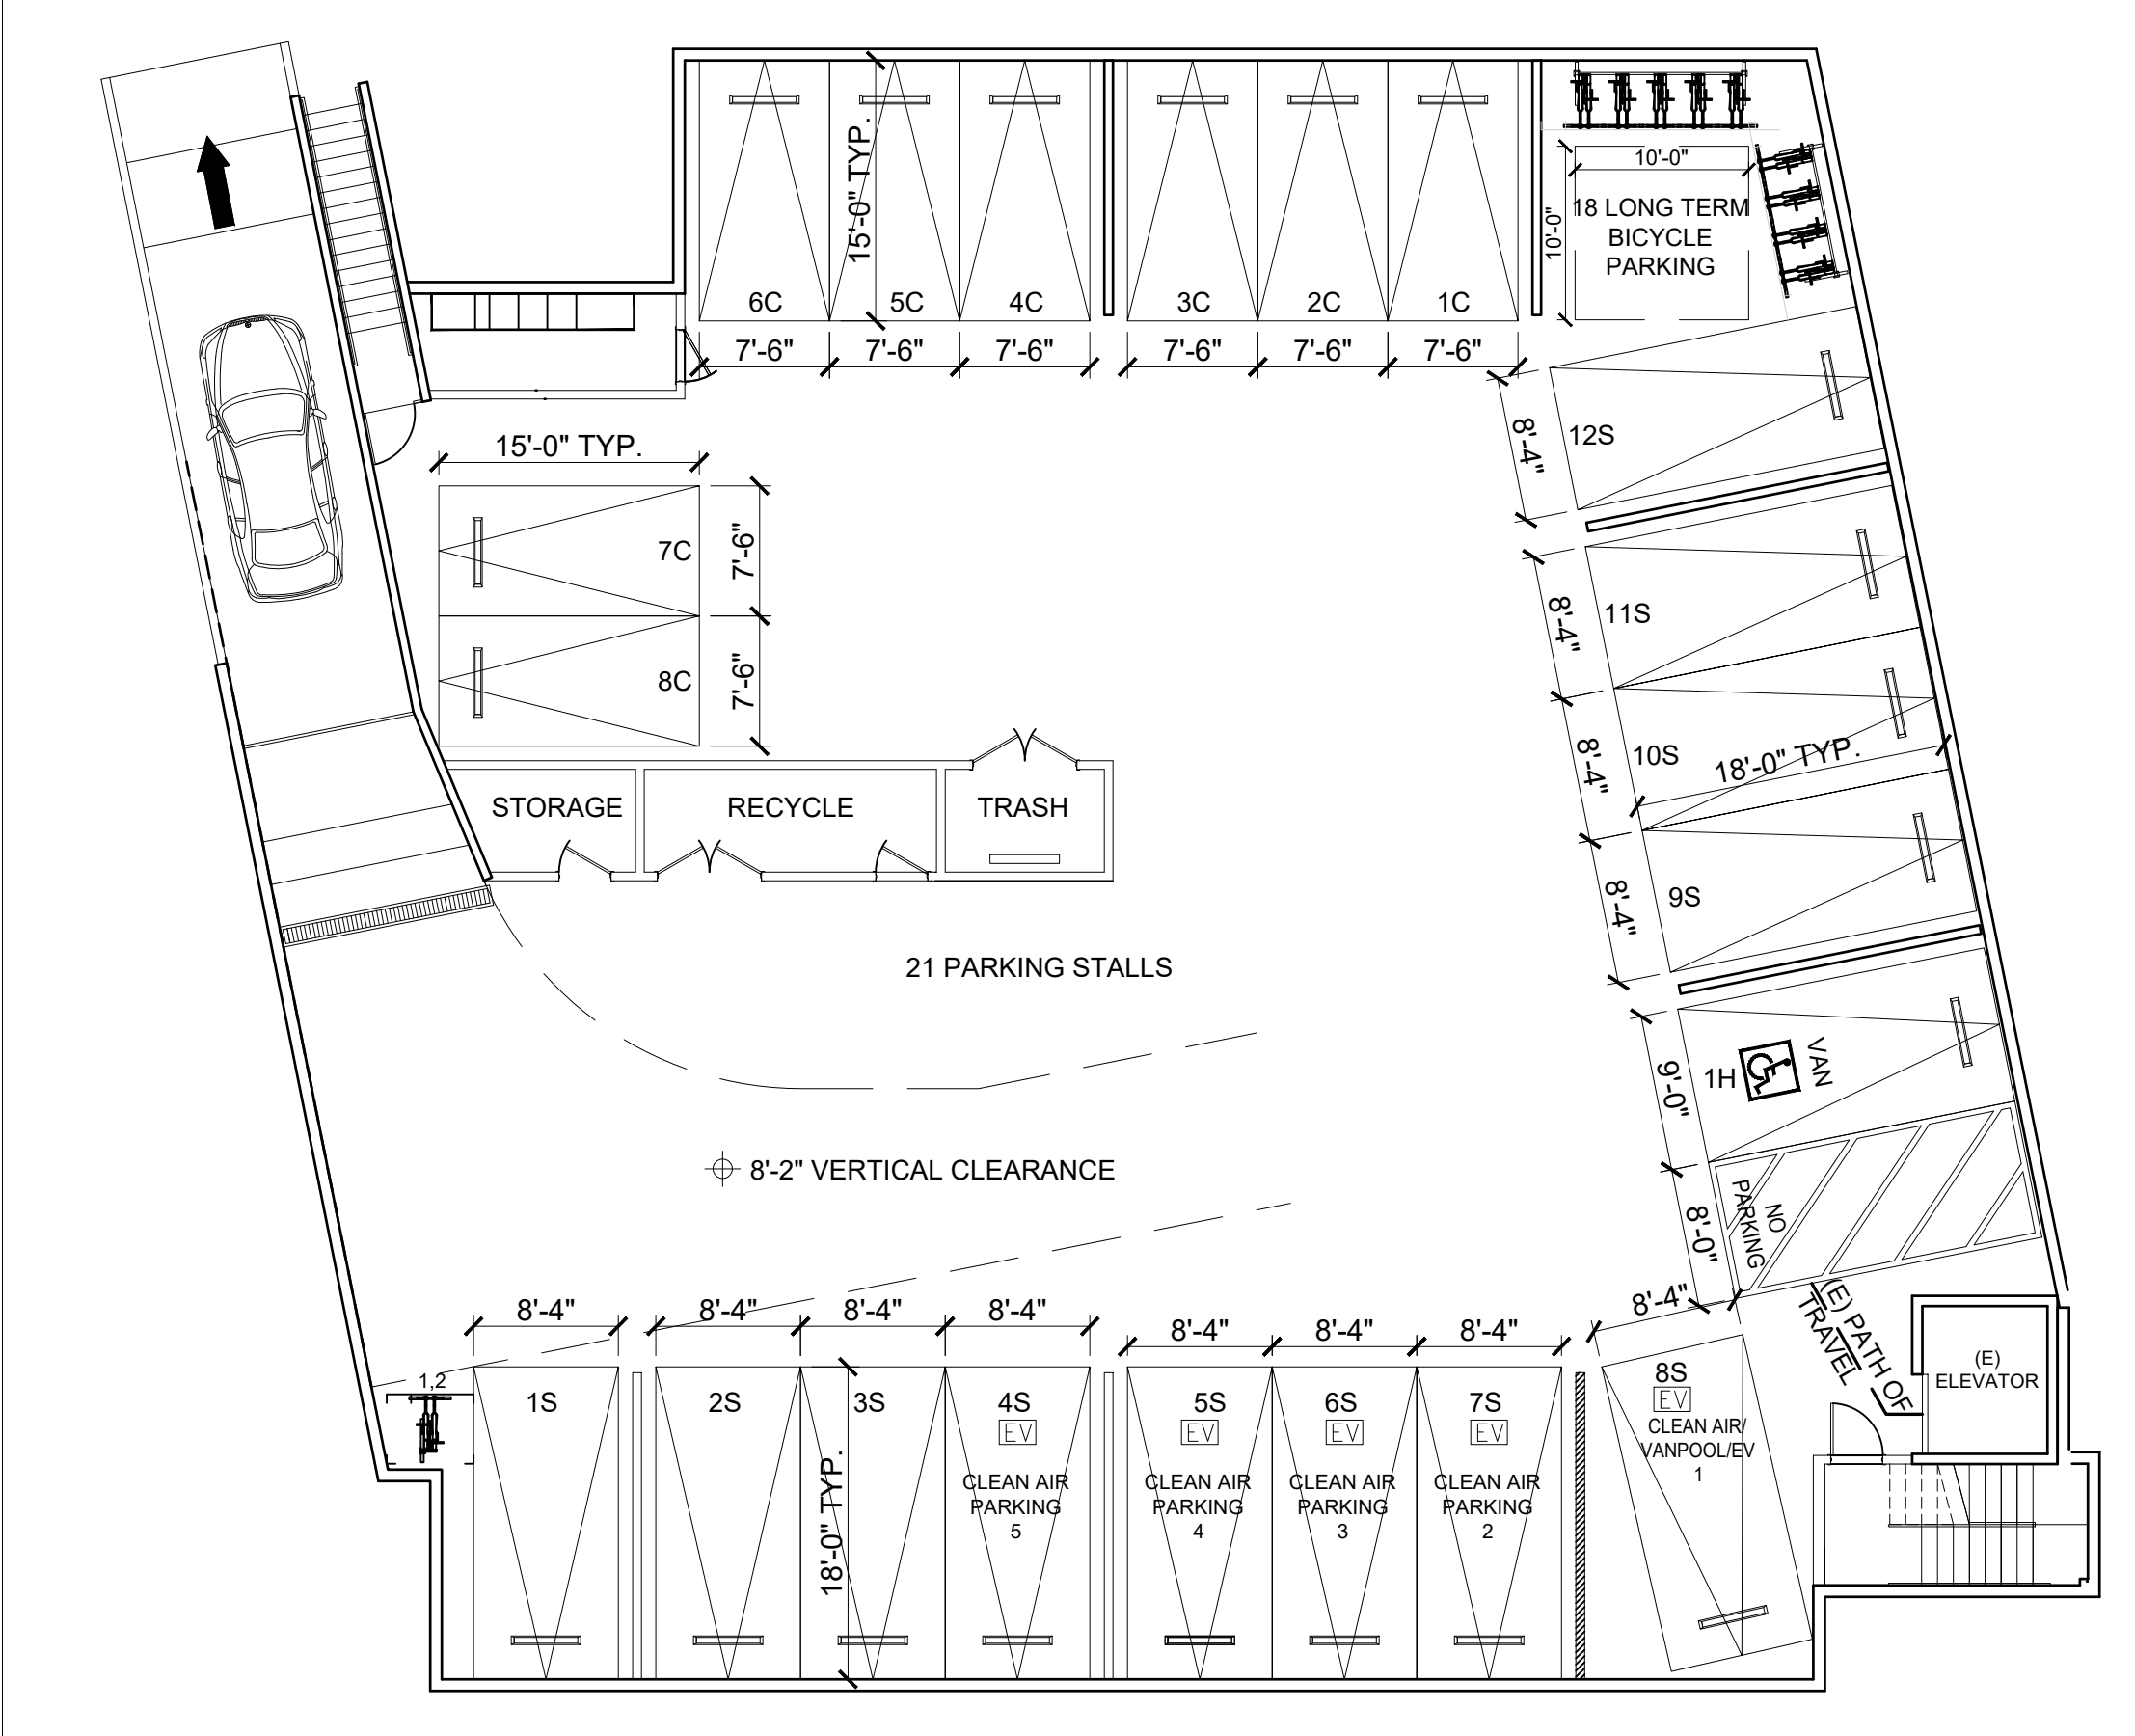 15'-0" TYP.
6C
5C
4C
3C
2C
1C
7'-6"
7'-6"
7'-6"
7'-6"
7'-6"
7'-6"
10'-0"
10'-0"
18 LONG TERM
BICYCLE
PARKING
8'-4"
12S
15'-0" TYP.
7C
7'-6"
8C
7'-6"
8'-4"
11S
8'-4"
10S
18'-0" TYP.
8'-4"
9S
STORAGE
RECYCLE
TRASH
21 PARKING STALLS
9'-0"
1H
VAN
8'-2" VERTICAL CLEARANCE
8'-0"
NO
PARKING
(E) PATH OF
TRAVEL
(E)
ELEVATOR
8'-4"
8'-4"
8'-4"
8'-4"
8'-4"
8'-4"
8'-4"
8'-4"
1,2
1S
2S
3S
18'-0" TYP.
4S
EV
CLEAN AIR
PARKING
5
5S
EV
CLEAN AIR
PARKING
4
6S
EV
CLEAN AIR
PARKING
3
7S
EV
CLEAN AIR
PARKING
2
8S
EV
CLEAN AIR/
VANPOOL/EV
1